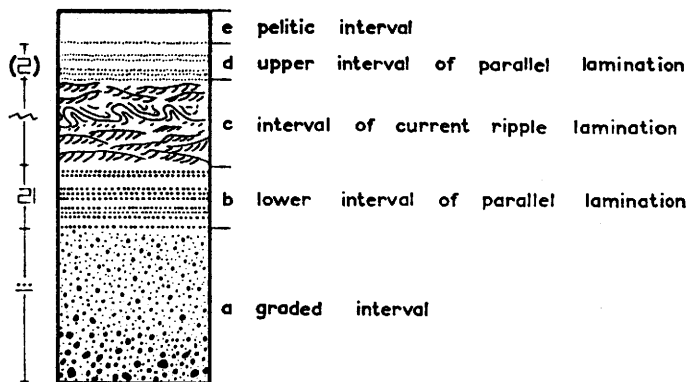 e pelitic interval
d upper interval of parallel lamination
c interval of current ripple lamination
b lower interval of parallel lamination
a graded interval